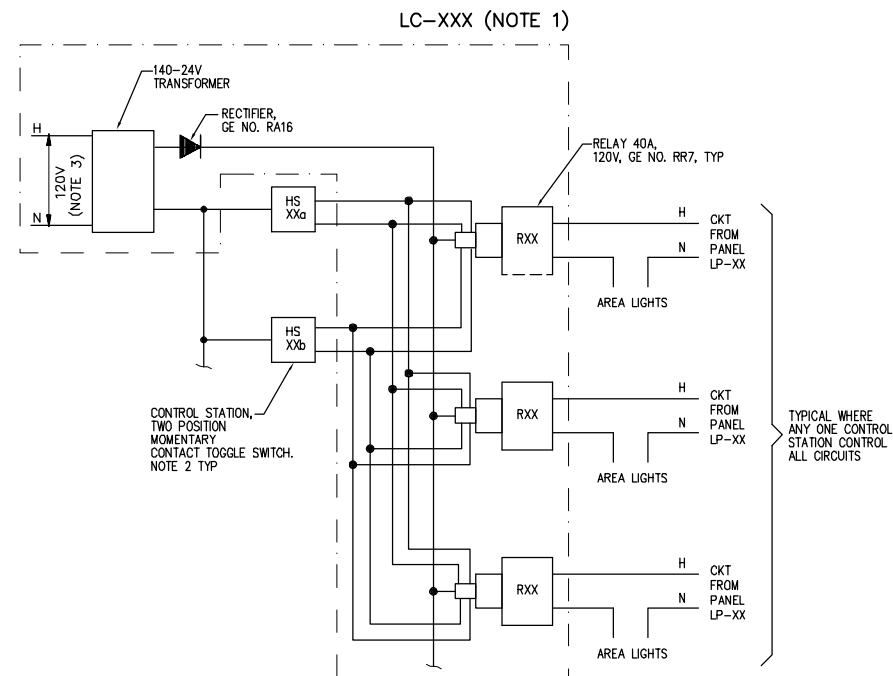 LC-XXX (NOTE 1)
140-24V
TRANSFORMER
RECTIFIER,
GE NO. RA16
H
120V
(NOTE 3)
N
RELAY 40A,
120V, GE NO. RR7, TYP
HS
XXa
RXX
H
N
CKT
FROM
PANEL
LP-XX
AREA LIGHTS
HS
XXb
CONTROL STATION,
TWO POSITION
MOMENTARY
CONTACT TOGGLE SWITCH.
NOTE 2 TYP
RXX
H
N
CKT
FROM
PANEL
LP-XX
AREA LIGHTS
TYPICAL WHERE
ANY ONE CONTROL
STATION CONTROL
ALL CIRCUITS
RXX
H
N
CKT
FROM
PANEL
LP-XX
AREA LIGHTS